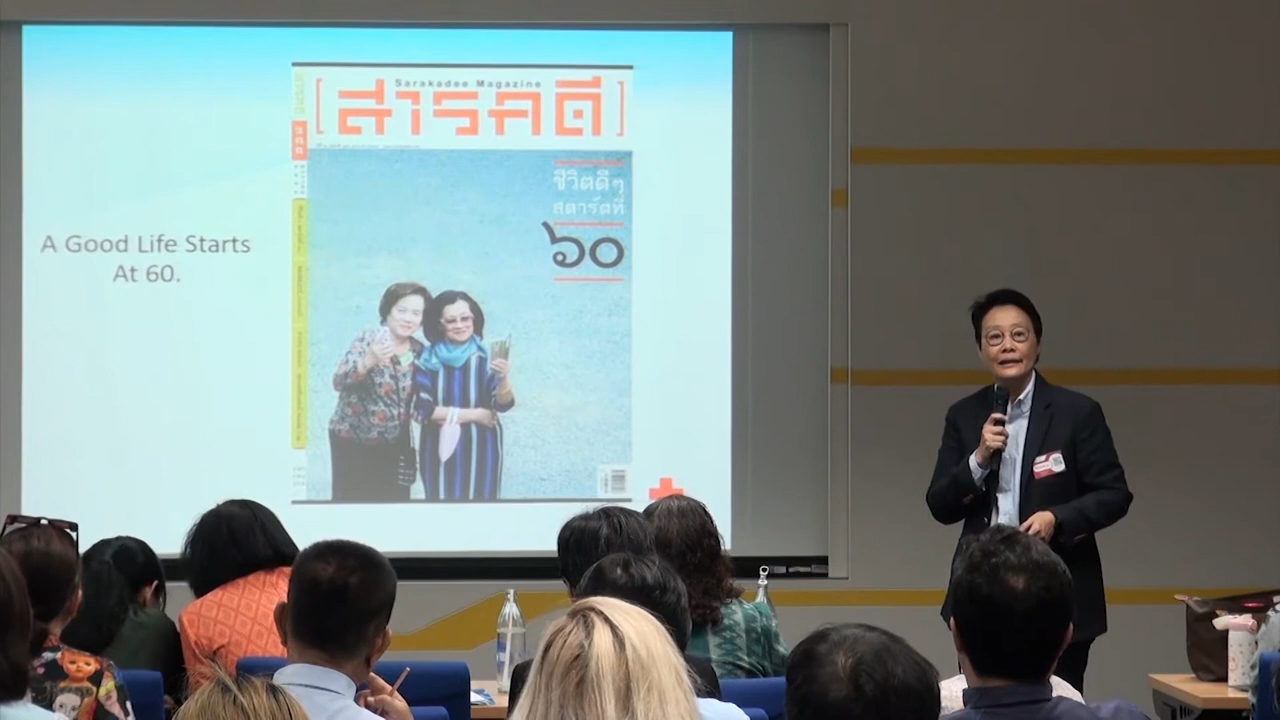 Sarakadee Magazine
[สารคดี]
ชีวิตดีๆ
สตาร์ตที่
๖๐
A Good Life Starts
At 60.